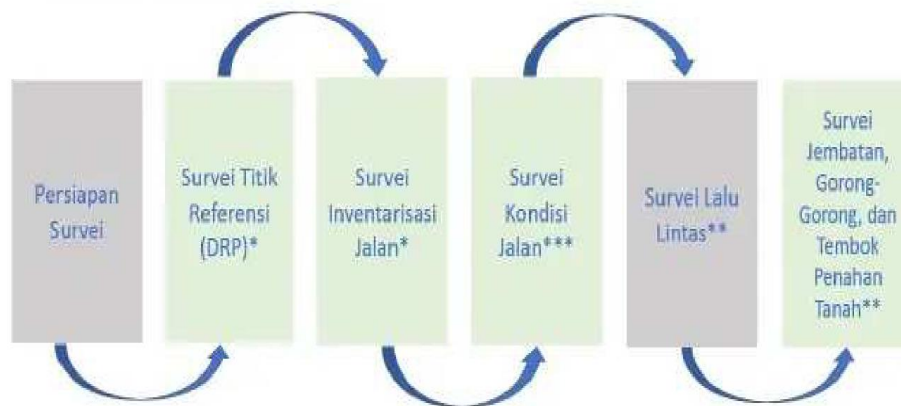 Persiapan
Survei
Survei Titik
Referensi
(DRP)*
Survei
Inventarisasi
Jalan*
Survei
Kondisi
Jalan***
Survei Lalu
Lintas**
Survei
Jembatan,
Gorong-
Gorong, dan
Tembok
Penahan
Tanah**